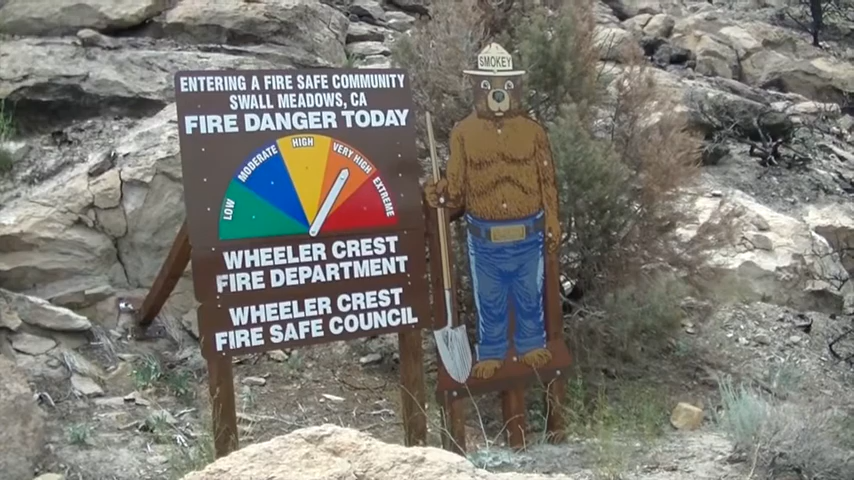 ENTERING A FIRE SAFE COMMUNITY
SWALL MEADOWS, CA
FIRE DANGER TODAY
LOW
MODERATE
HIGH
VERY HIGH
EXTREME
WHEELER CREST
FIRE DEPARTMENT
WHEELER CREST
FIRE SAFE COUNCIL
SMOKEY